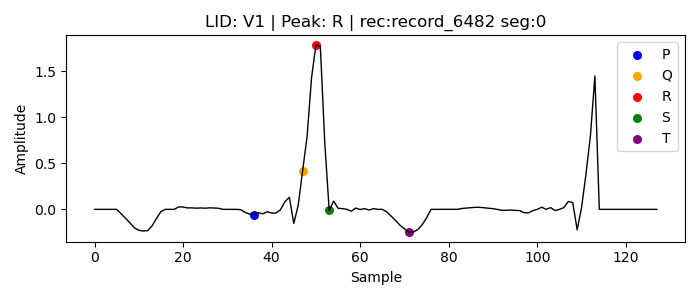 LID: V1 | Peak: R | rec:record_6482 seg:0
P
Q
R
S
T
Amplitude
1.5
1.0
0.5
0.0
0 20 40 60 80 100 120
Sample